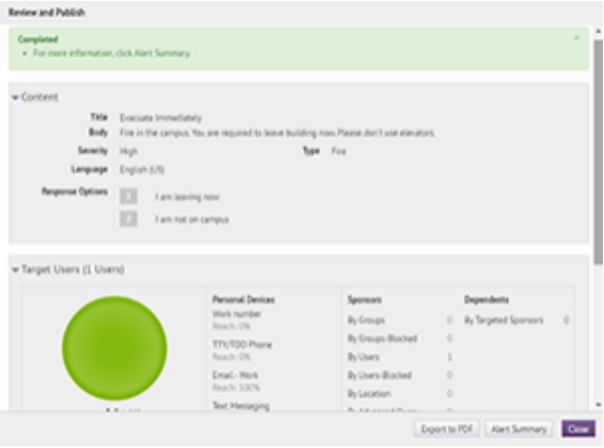 Review and Publish
Completed
• For more information, click Alert Summary.
×
Content
Title Evacuate Immediately
Body Fire in the campus. You are required to leave building now. Please don't use elevators.
Severity High Type Fire
Language English (US)
Response Options 1 I am leaving now
2 I am not on campus
Target Users (1 Users)
Personal Devices Sponsors Dependents
Work number
Reach: 0%
By Groups 0 By Targeted Sponsors 0
TTY/TDD Phone
Reach: 0%
By Groups-Blocked 0
By Users 1
Email - Work
Reach: 100%
By Users-Blocked 0
By Location 0
Text Messaging
Export to PDF Alert Summary Close